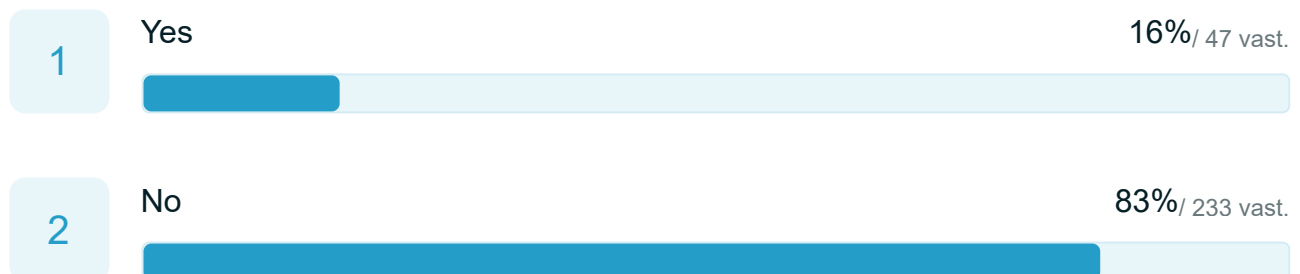 1
Yes
16%/ 47 vast.
2
No
83%/ 233 vast.